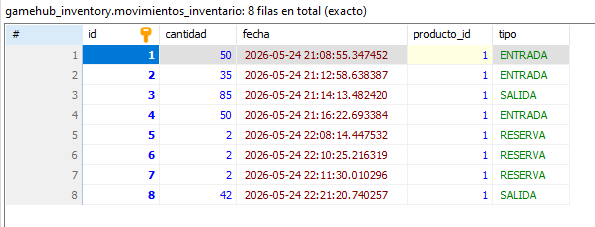 gamehub_inventory.movimientos_inventario: 8 filas en total (exacto)
# id cantidad fecha producto_id tipo
1 1 50 2026-05-24 21:08:55.347452 1 ENTRADA
2 2 35 2026-05-24 21:12:58.638387 1 ENTRADA
3 3 85 2026-05-24 21:14:13.482420 1 SALIDA
4 4 50 2026-05-24 21:16:22.693384 1 ENTRADA
5 5 2 2026-05-24 22:08:14.447532 1 RESERVA
6 6 2 2026-05-24 22:10:25.216319 1 RESERVA
7 7 2 2026-05-24 22:11:30.010296 1 RESERVA
8 8 42 2026-05-24 22:21:20.740257 1 SALIDA